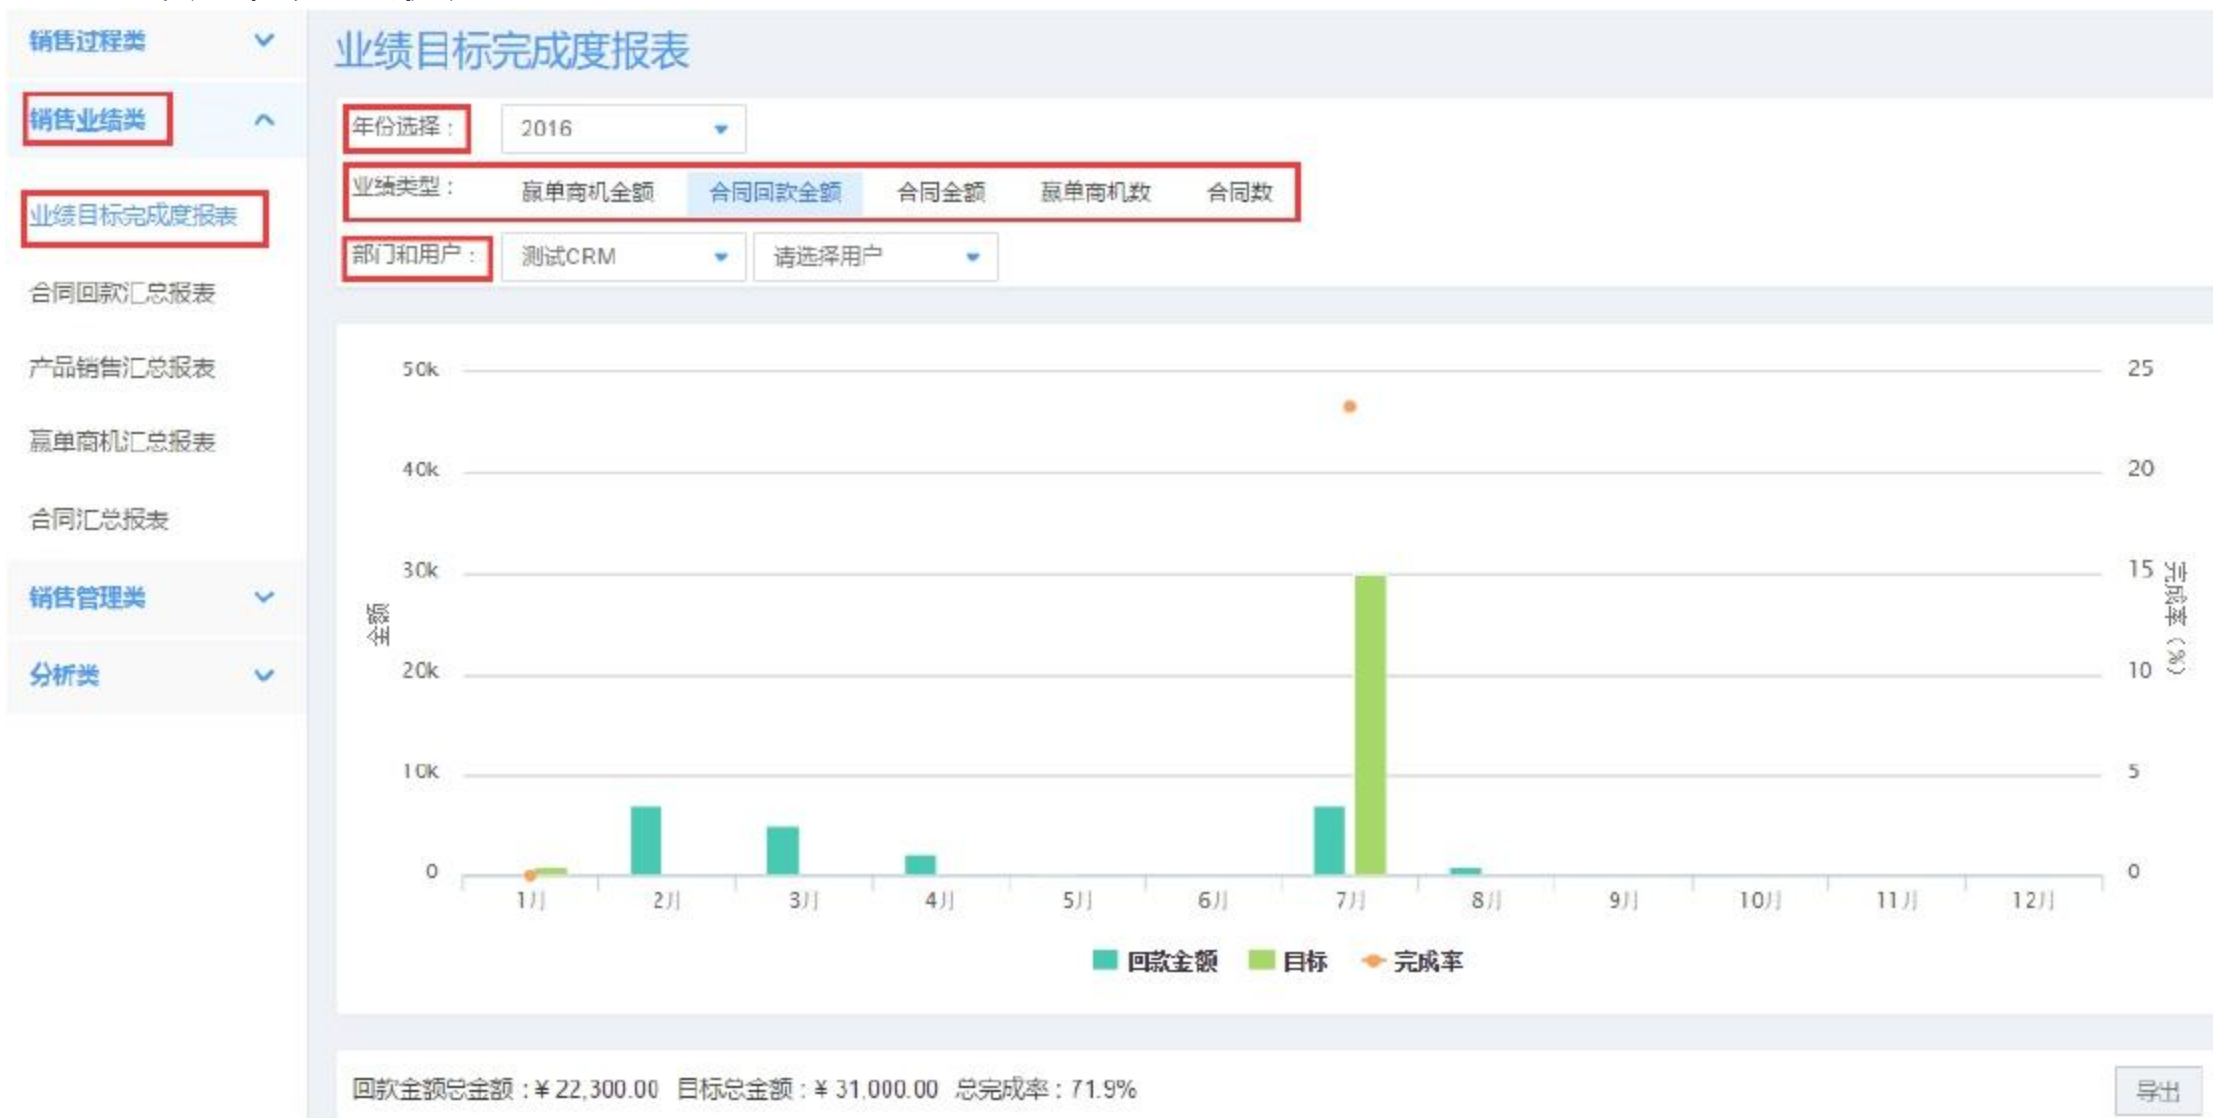 销售过程类
业绩目标完成度报表
销售业绩类
年份选择： 2016
业绩类型： 赢单商机金额 合同回款金额 合同金额 赢单商机数 合同数
业绩目标完成度报表
部门和用户： 测试CRM 请选择用户
合同回款汇总报表
产品销售汇总报表
赢单商机汇总报表
合同汇总报表
销售管理类
分析类
50k 25
40k 20
30k 15
20k 10
10k 5
0 0
金额
完成率（%）
1月 2月 3月 4月 5月 6月 7月 8月 9月 10月 11月 12月
回款金额 目标 完成率
回款金额总金额：¥ 22,300.00 目标总金额：¥ 31,000.00 总完成率：71.9%
导出